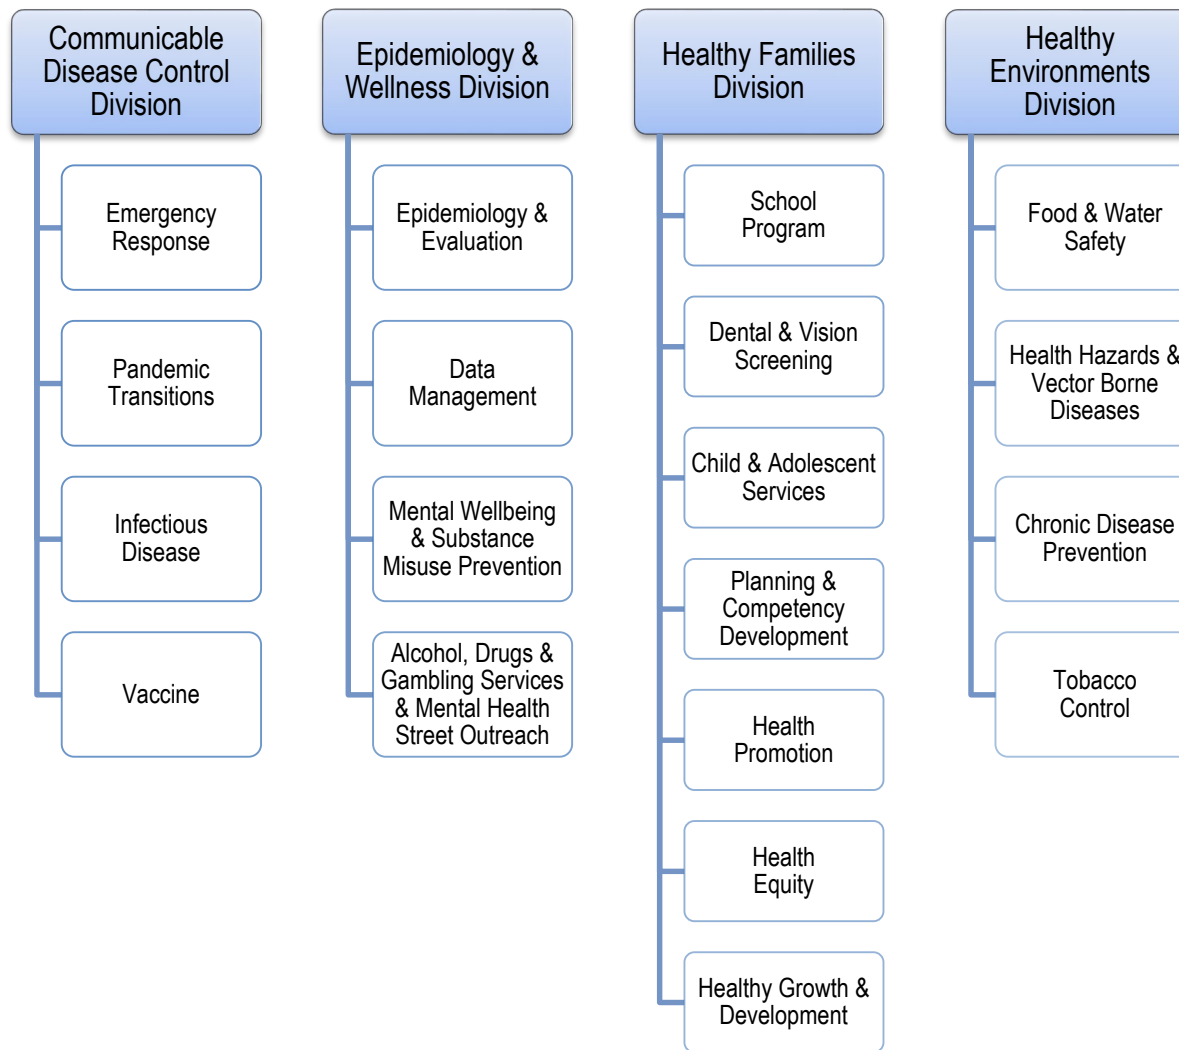 Communicable
Disease Control
Division
Emergency
Response
Pandemic
Transitions
Infectious
Disease
Vaccine
Epidemiology &
Wellness Division
Epidemiology &
Evaluation
Data
Management
Mental Wellbeing
& Substance
Misuse Prevention
Alcohol, Drugs &
Gambling Services
& Mental Health
Street Outreach
Healthy Families
Division
School
Program
Dental & Vision
Screening
Child & Adolescent
Services
Planning &
Competency
Development
Health
Promotion
Health
Equity
Healthy Growth &
Development
Healthy
Environments
Division
Food & Water
Safety
Health Hazards &
Vector Borne
Diseases
Chronic Disease
Prevention
Tobacco
Control